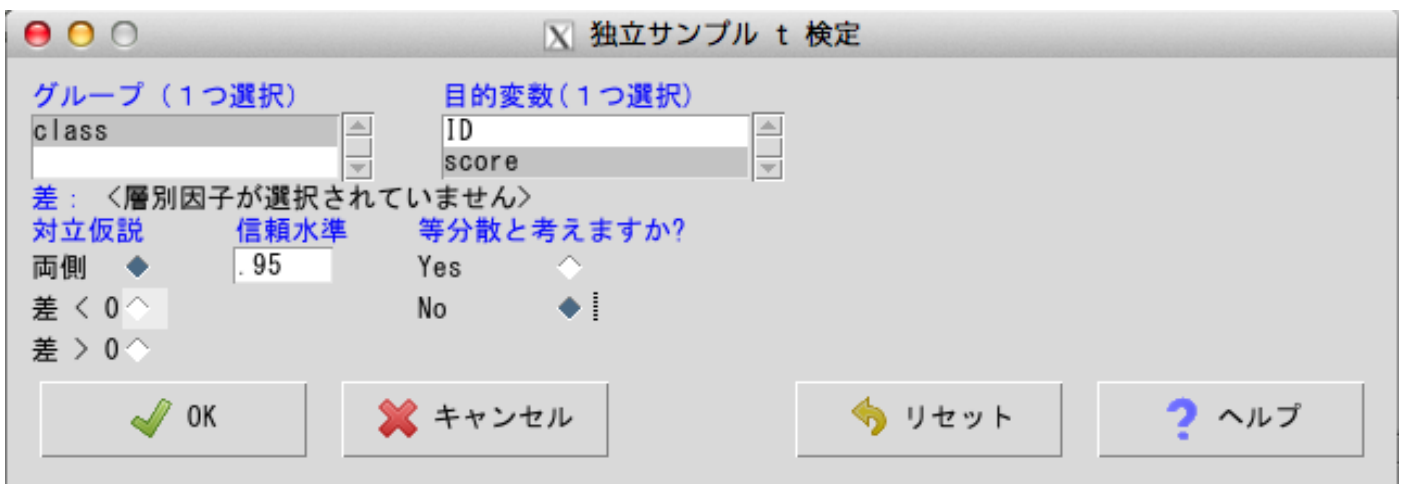 独立サンプル t 検定
グループ (1つ選択) 目的変数(1つ選択)
class ID
score
差: <層別因子が選択されていません>
対立仮説 信頼水準 等分散と考えますか?
両側 .95 Yes
差 < 0 No
差 > 0
OK キャンセル リセット ヘルプ